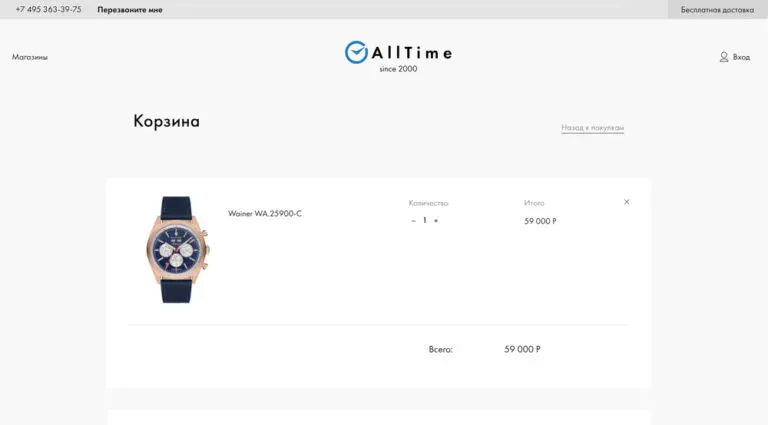 +7 495 363-39-75 Перезвоните мне Бесплатная доставка
Магазины AllTime Вход
since 2000
Корзина
Назад к покупкам
Количество Итого
Wainer WA.25900-C
– 1 + 59 000 Р
Всего: 59 000 Р